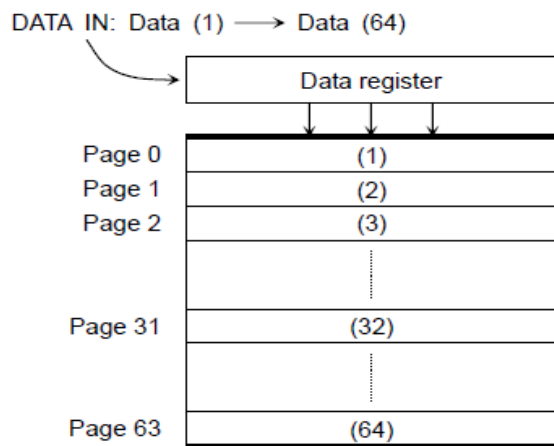 DATA IN: Data (1) → Data (64)
Data register
Page 0 (1)
Page 1 (2)
Page 2 (3)
Page 31 (32)
Page 63 (64)